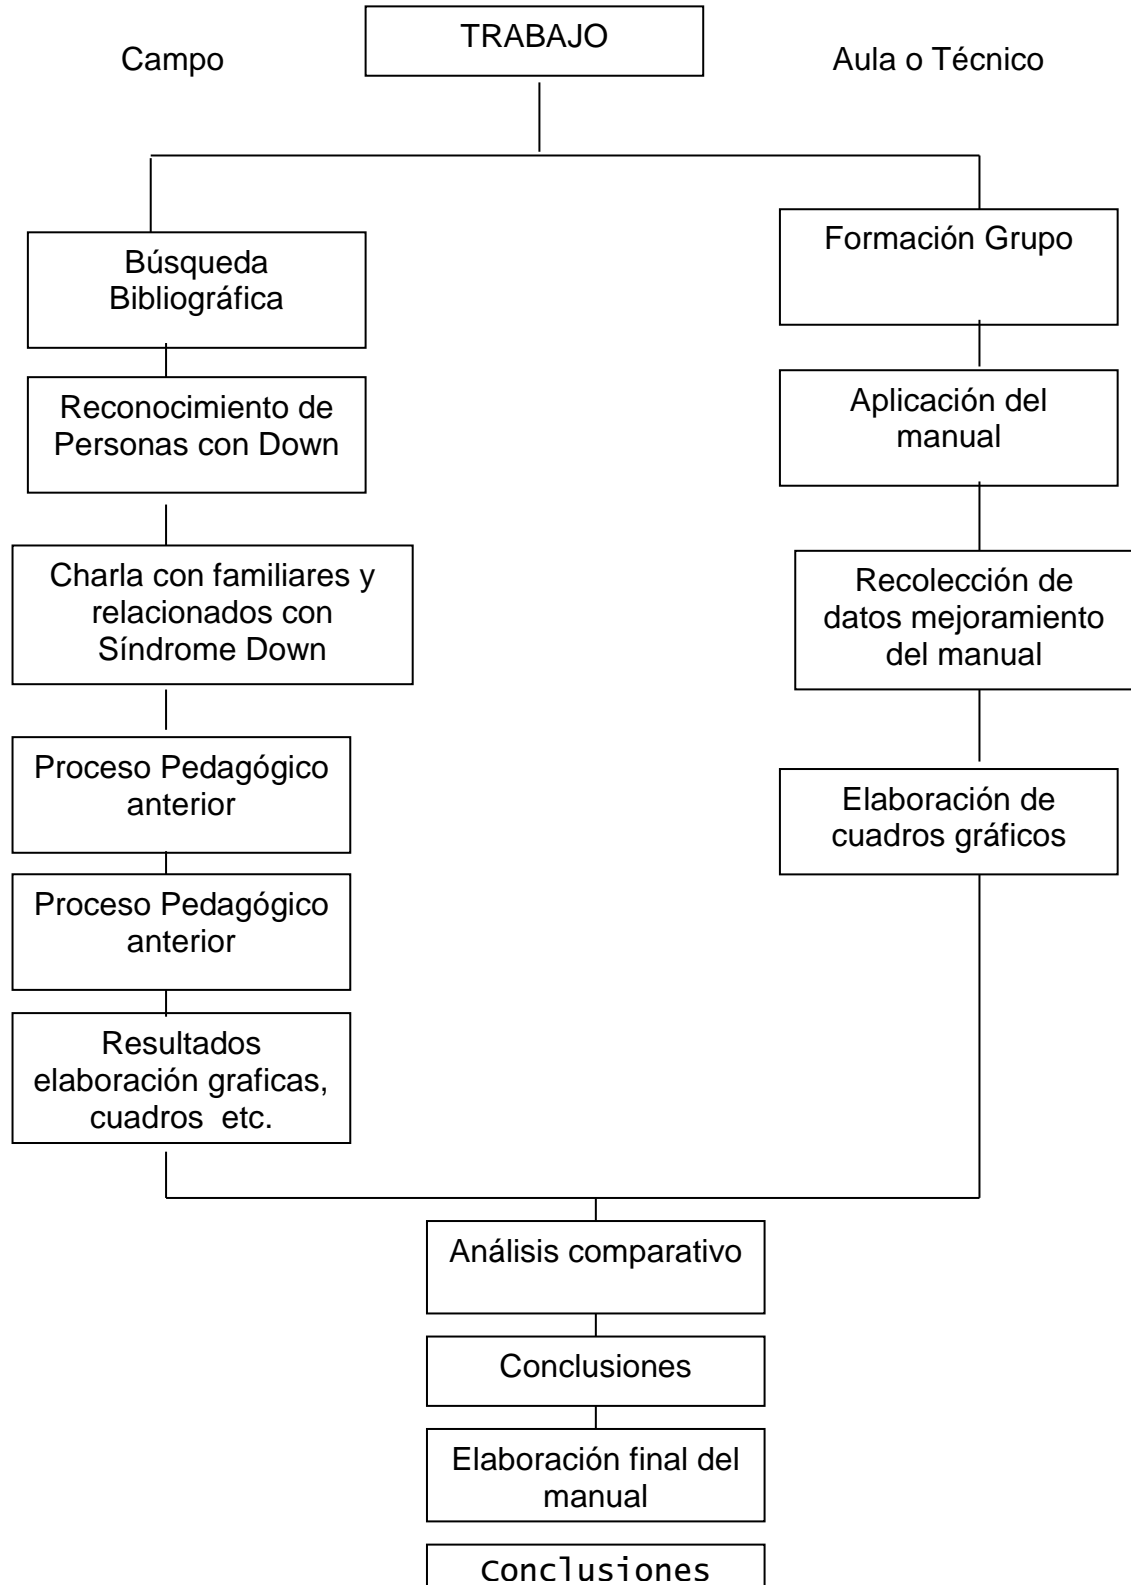 TRABAJO
Campo
Aula o Técnico
Búsqueda
Bibliográfica
Reconocimiento de
Personas con Down
Charla con familiares y
relacionados con
Síndrome Down
Proceso Pedagógico
anterior
Proceso Pedagógico
anterior
Resultados
elaboración graficas,
cuadros etc.
Formación Grupo
Aplicación del
manual
Recolección de
datos mejoramiento
del manual
Elaboración de
cuadros gráficos
Análisis comparativo
Conclusiones
Elaboración final del
manual
Conclusiones